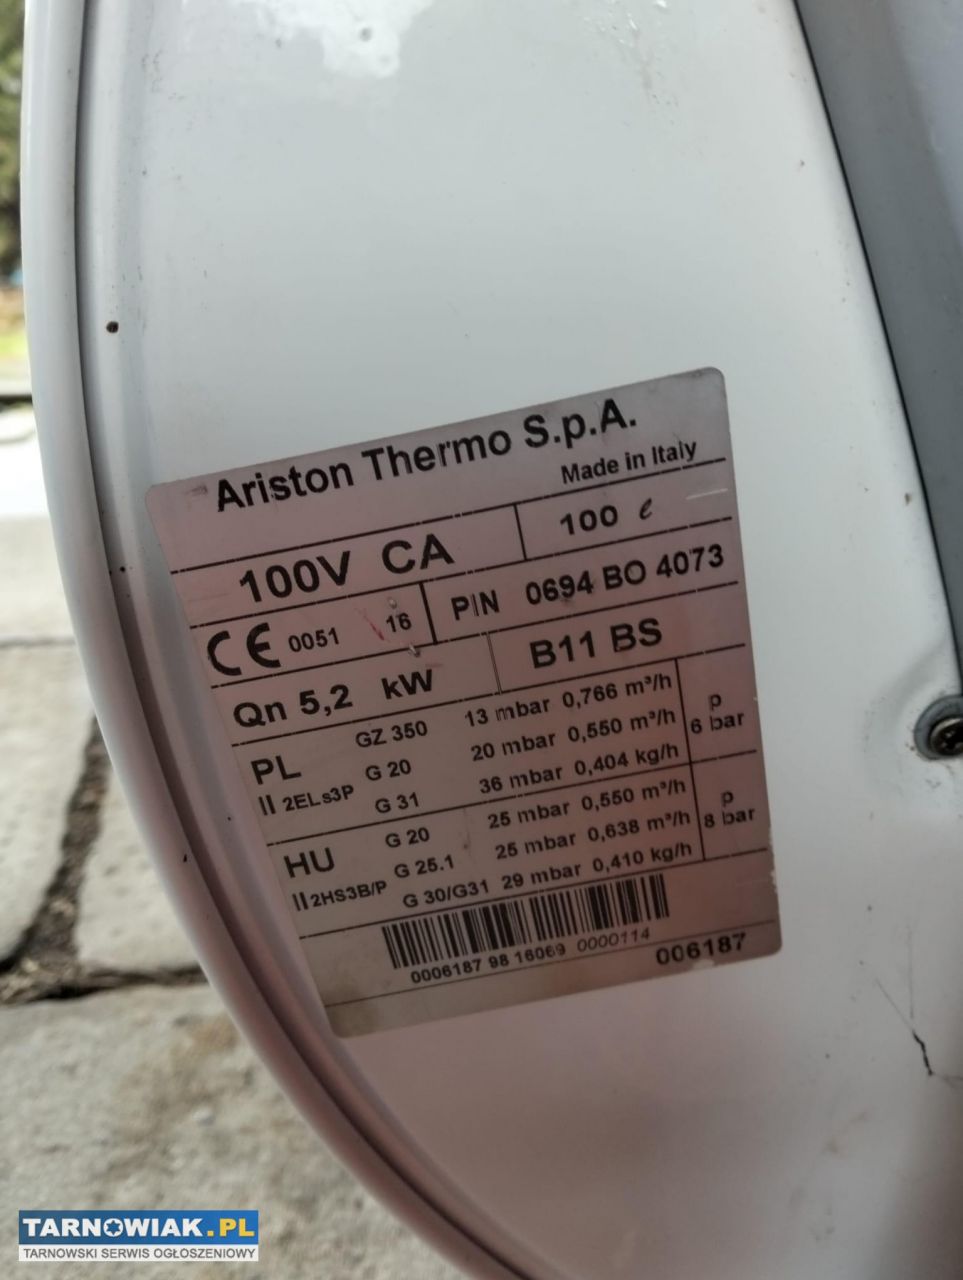 Ariston Thermo S.p.A.
Made in Italy
100V CA 100 ℓ
CE 0051 16 PIN 0694 BO 4073
Qn 5,2 kW B11 BS
PL GZ 350 13 mbar 0,766 m³/h p
II 2ELs3P G 20 20 mbar 0,550 m³/h 6 bar
G 31 36 mbar 0,404 kg/h
HU G 20 25 mbar 0,550 m³/h p
II 2HS3B/P G 25.1 25 mbar 0,638 m³/h 8 bar
G 30/G31 29 mbar 0,410 kg/h
0006187 98 16069 0000114
006187
TARNOWIAK.PL
TARNOWSKI SERWIS OGŁOSZENIOWY